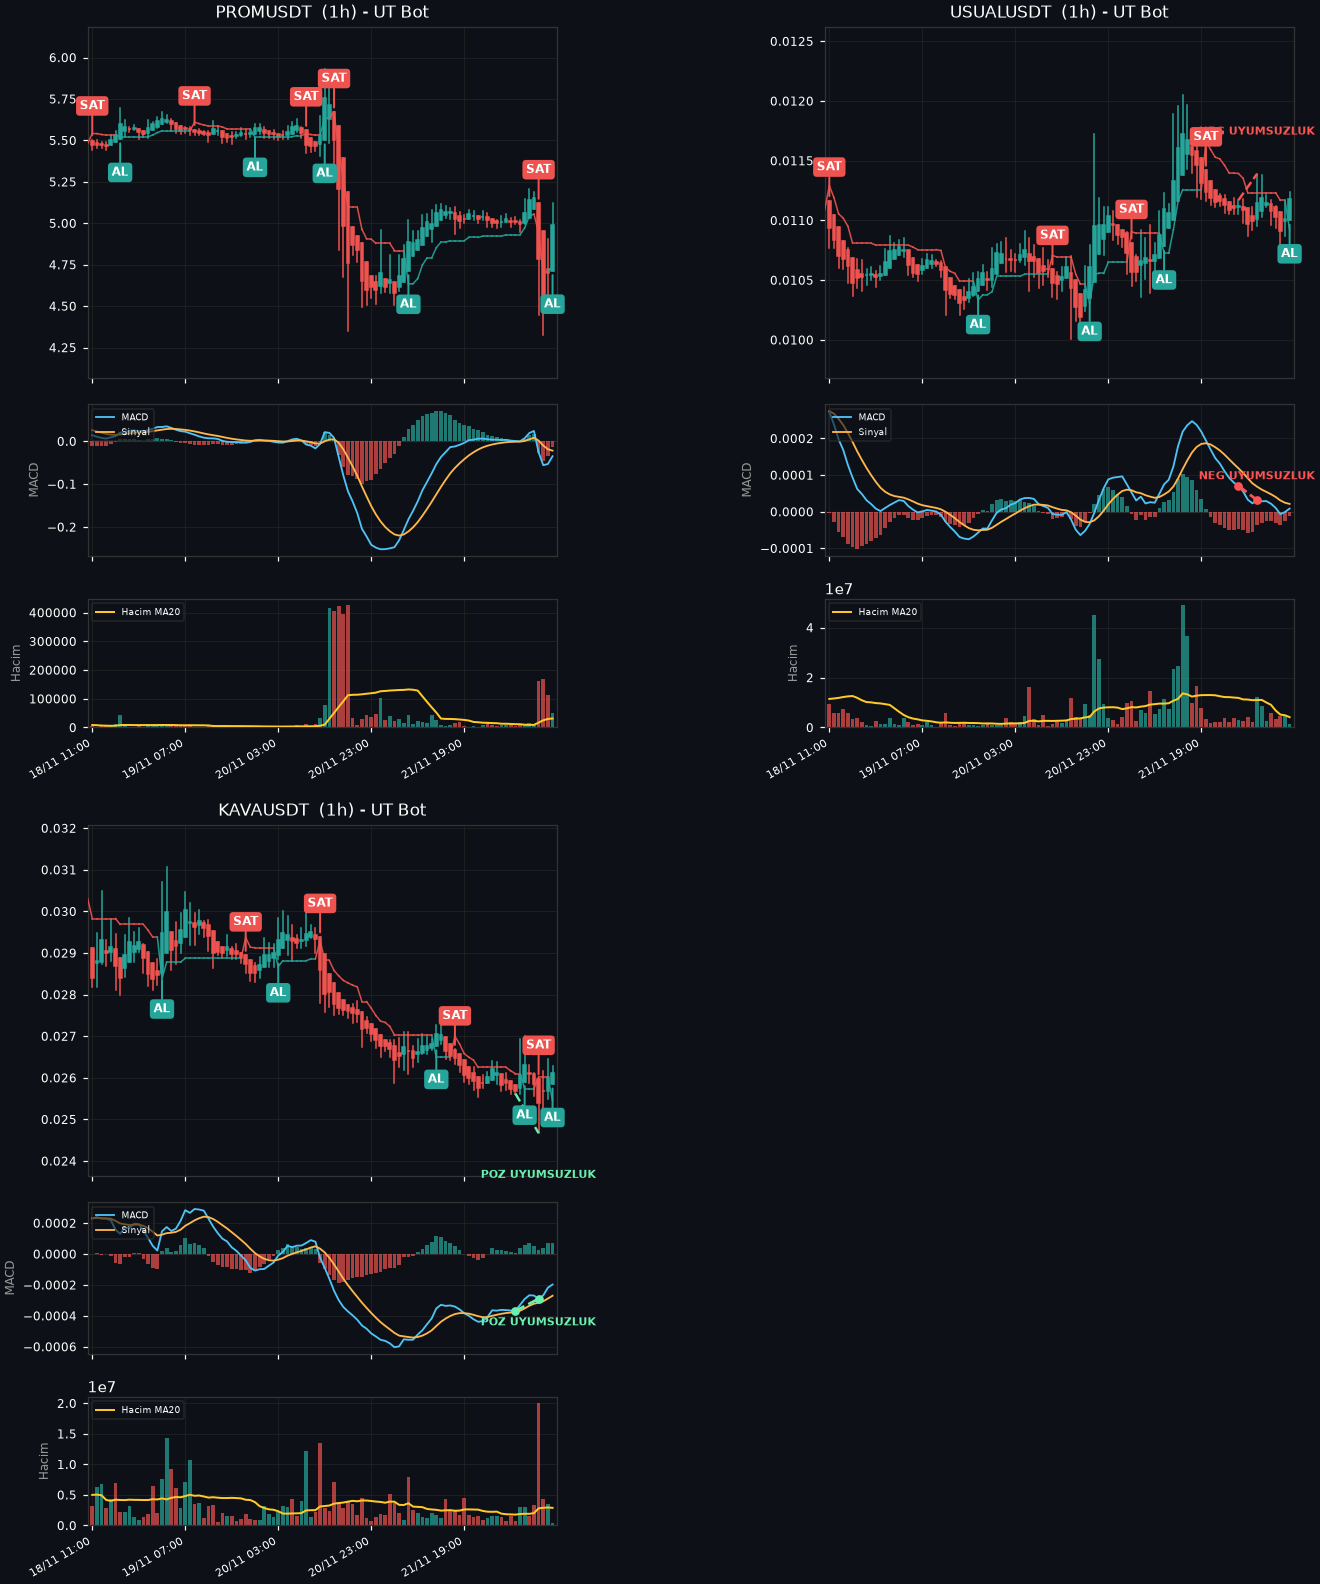 PROMUSDT  (1h) - UT Bot
6.00
5.75
5.50
5.25
5.00
4.75
4.50
4.25
SAT
SAT
SAT
SAT
SAT
AL
AL
AL
AL
AL
MACD
Sinyal
MACD
0.0
−0.1
−0.2
Hacim MA20
Hacim
400000
300000
200000
100000
0
18/11 11:00
19/11 07:00
20/11 03:00
20/11 23:00
21/11 19:00
USUALUSDT  (1h) - UT Bot
0.0125
0.0120
0.0115
0.0110
0.0105
0.0100
SAT
SAT
SAT
SAT
UYUMSUZLUK
AL
AL
AL
AL
MACD
Sinyal
MACD
0.0002
0.0001
0.0000
−0.0001
NEG UYUMSUZLUK
1e7
Hacim MA20
Hacim
4
2
0
18/11 11:00
19/11 07:00
20/11 03:00
20/11 23:00
21/11 19:00
KAVAUSDT  (1h) - UT Bot
0.032
0.031
0.030
0.029
0.028
0.027
0.026
0.025
0.024
SAT
SAT
SAT
SAT
AL
AL
AL
AL
AL
POZ UYUMSUZLUK
MACD
Sinyal
MACD
0.0002
0.0000
−0.0002
−0.0004
−0.0006
POZ UYUMSUZLUK
1e7
Hacim MA20
Hacim
2.0
1.5
1.0
0.5
0.0
18/11 11:00
19/11 07:00
20/11 03:00
20/11 23:00
21/11 19:00